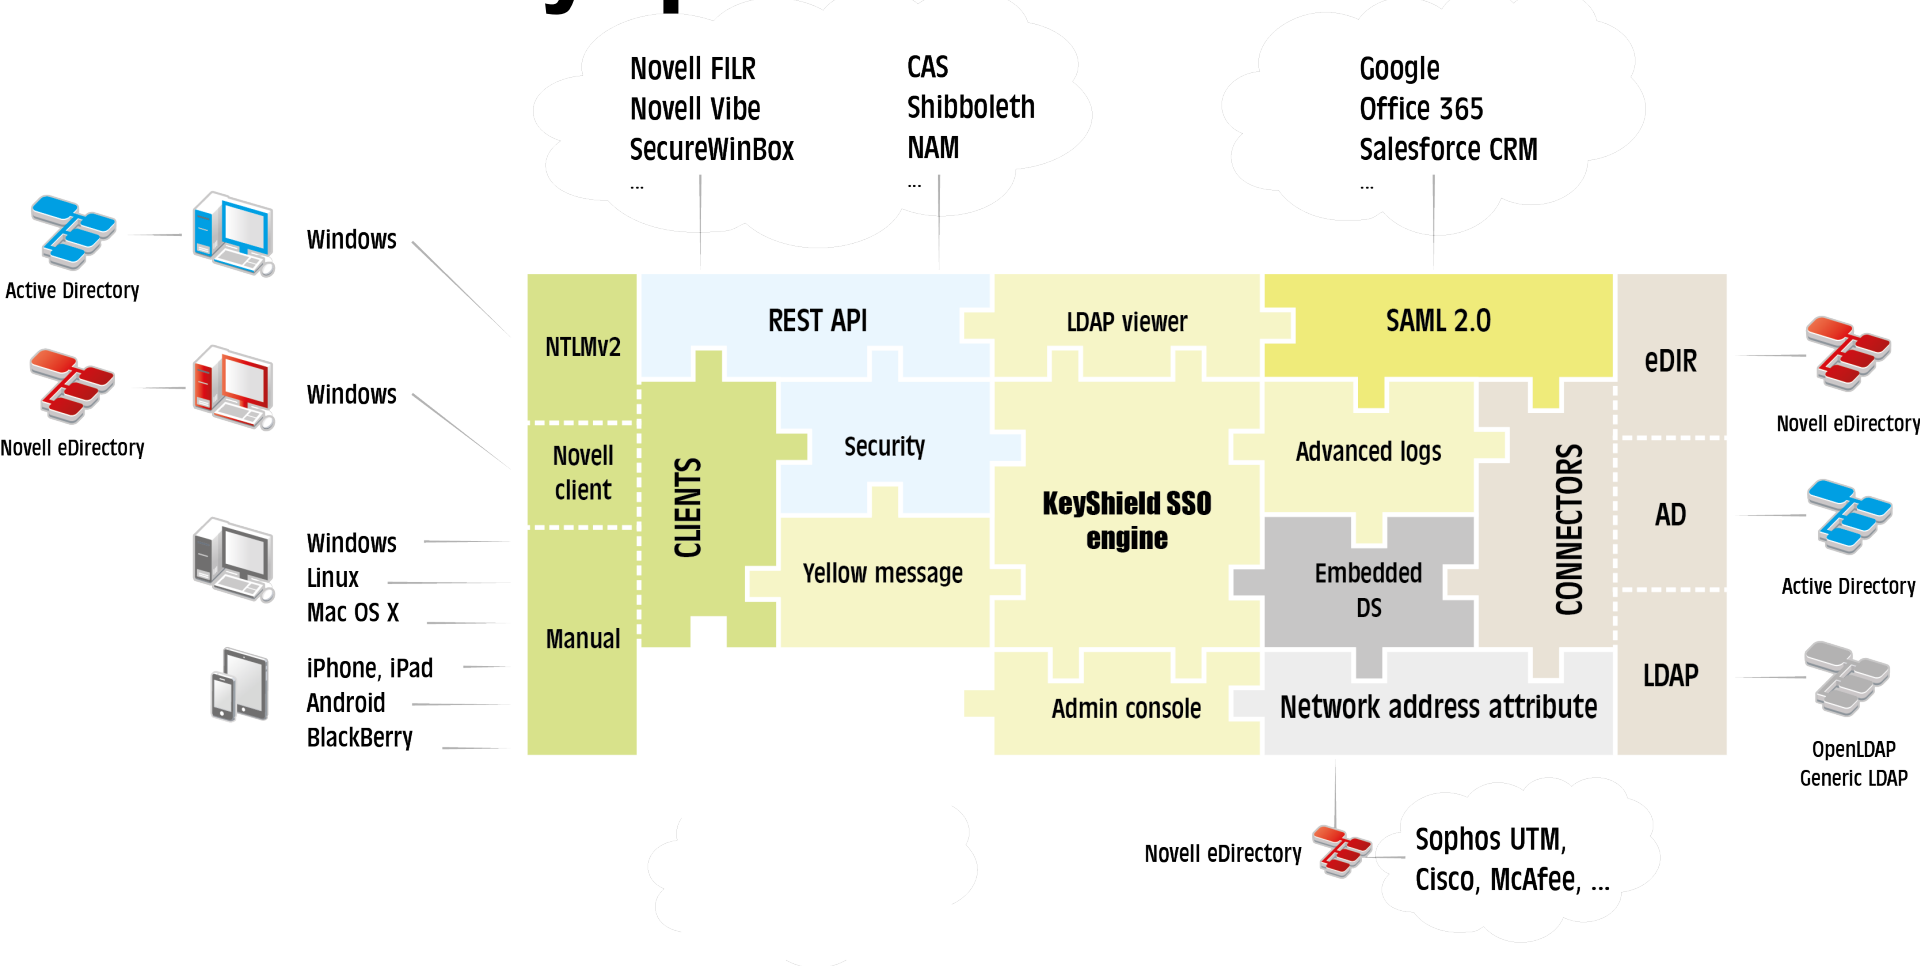 Novell FILR
Novell Vibe
SecureWinBox
...
CAS
Shibboleth
NAM
...
Google
Office 365
Salesforce CRM
...
Active Directory
Windows
Novell eDirectory
Windows
Windows
Linux
Mac OS X
iPhone, iPad
Android
BlackBerry
NTLMv2
Novell
client
Manual
REST API
LDAP viewer
SAML 2.0
CLIENTS
Security
Yellow message
KeyShield SSO
engine
Advanced logs
Embedded
DS
CONNECTORS
Admin console
Network address attribute
eDIR
AD
LDAP
Novell eDirectory
Active Directory
OpenLDAP
Generic LDAP
Novell eDirectory
Sophos UTM,
Cisco, McAfee, ...